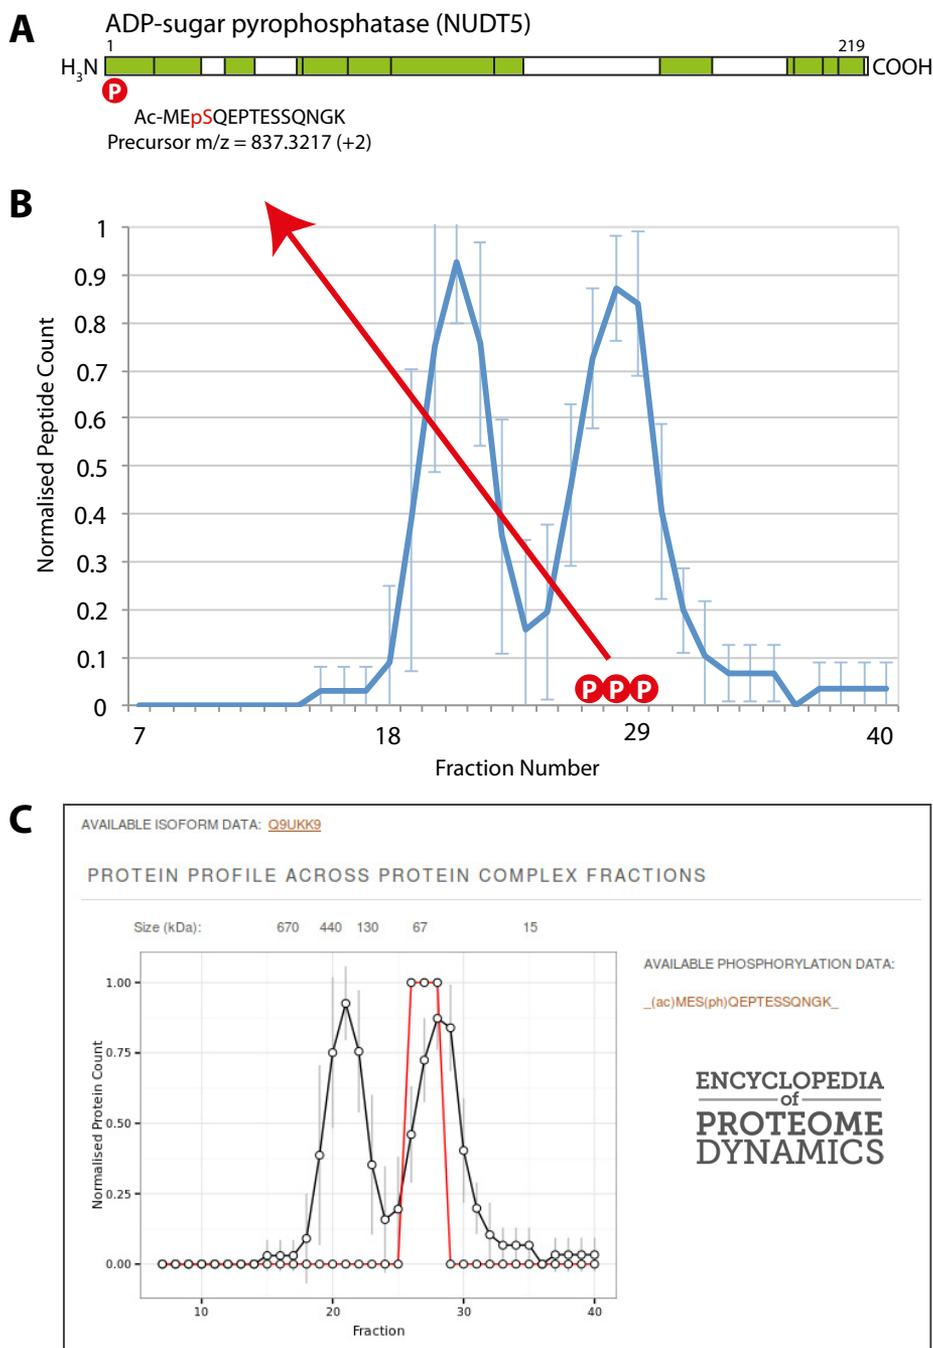 A
ADP-sugar pyrophosphatase (NUDT5)
1
219
H3N
COOH
P
Ac-MEpSQEPTESSQNGK
Precursor m/z = 837.3217 (+2)
B
Normalised Peptide Count
1
0.9
0.8
0.7
0.6
0.5
0.4
0.3
0.2
0.1
0
P P P
7 18 29 40
Fraction Number
C
AVAILABLE ISOFORM DATA: Q9UKK9
PROTEIN PROFILE ACROSS PROTEIN COMPLEX FRACTIONS
Size (kDa): 670 440 130 67 15
Normalised Protein Count
1.00
0.75
0.50
0.25
0.00
10 20 30 40
Fraction
AVAILABLE PHOSPHORYLATION DATA:
_(ac)MES(ph)QEPTESSQNGK_
ENCYCLOPEDIA
of
PROTEOME
DYNAMICS